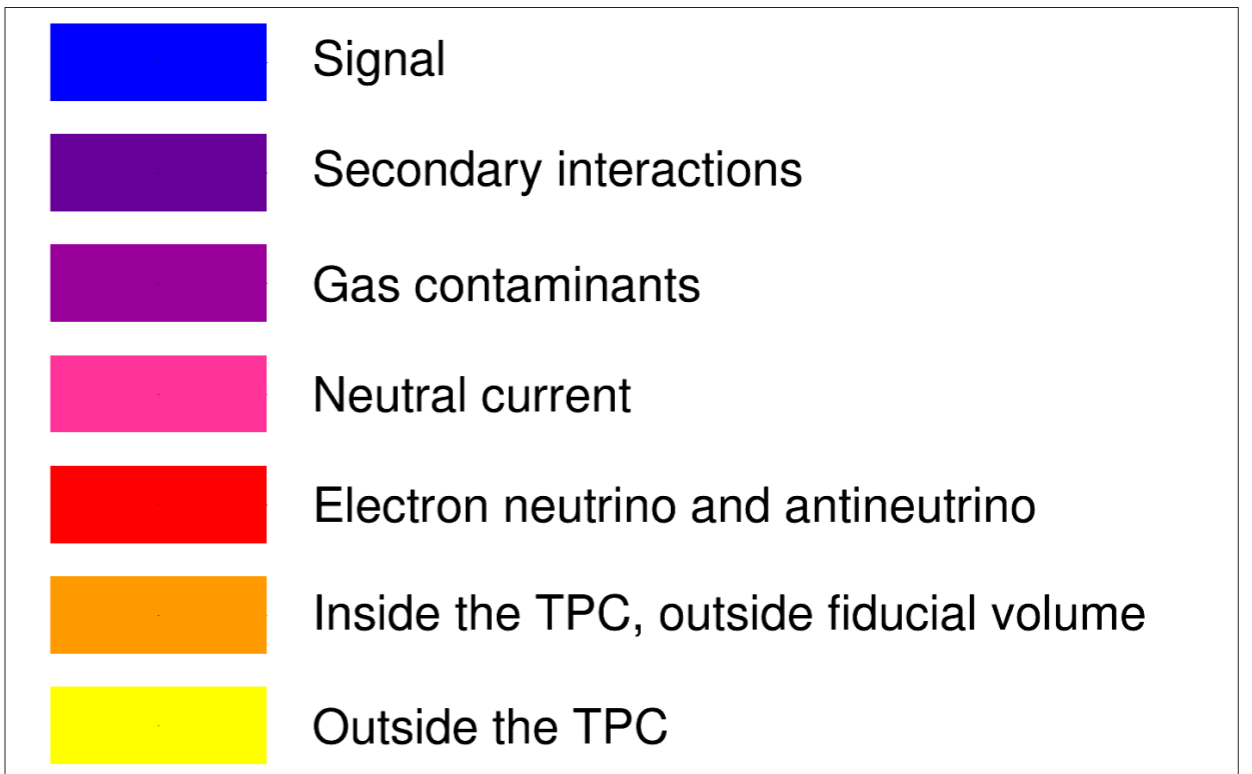 Signal
Secondary interactions
Gas contaminants
Neutral current
Electron neutrino and antineutrino
Inside the TPC, outside fiducial volume
Outside the TPC